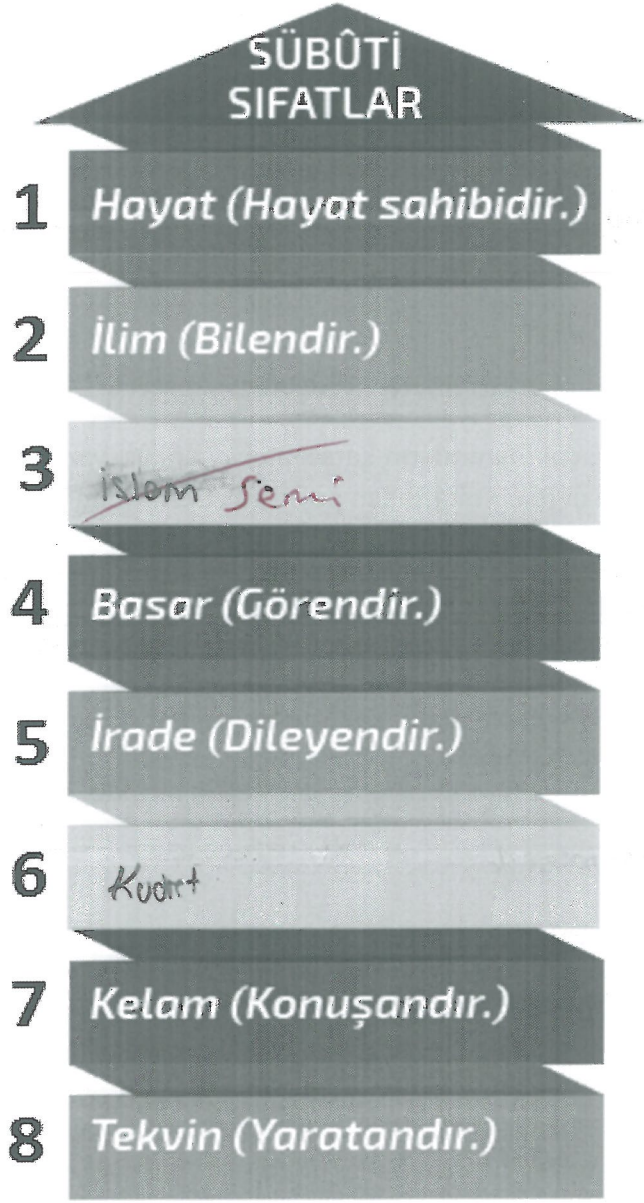 SÜBÛTİ
SIFATLAR
1 Hayat (Hayat sahibidir.)
2 İlim (Bilendir.)
3 islam Semi
4 Basar (Görendir.)
5 İrade (Dileyendir.)
6 Kudret
7 Kelam (Konuşandır.)
8 Tekvin (Yaratandır.)